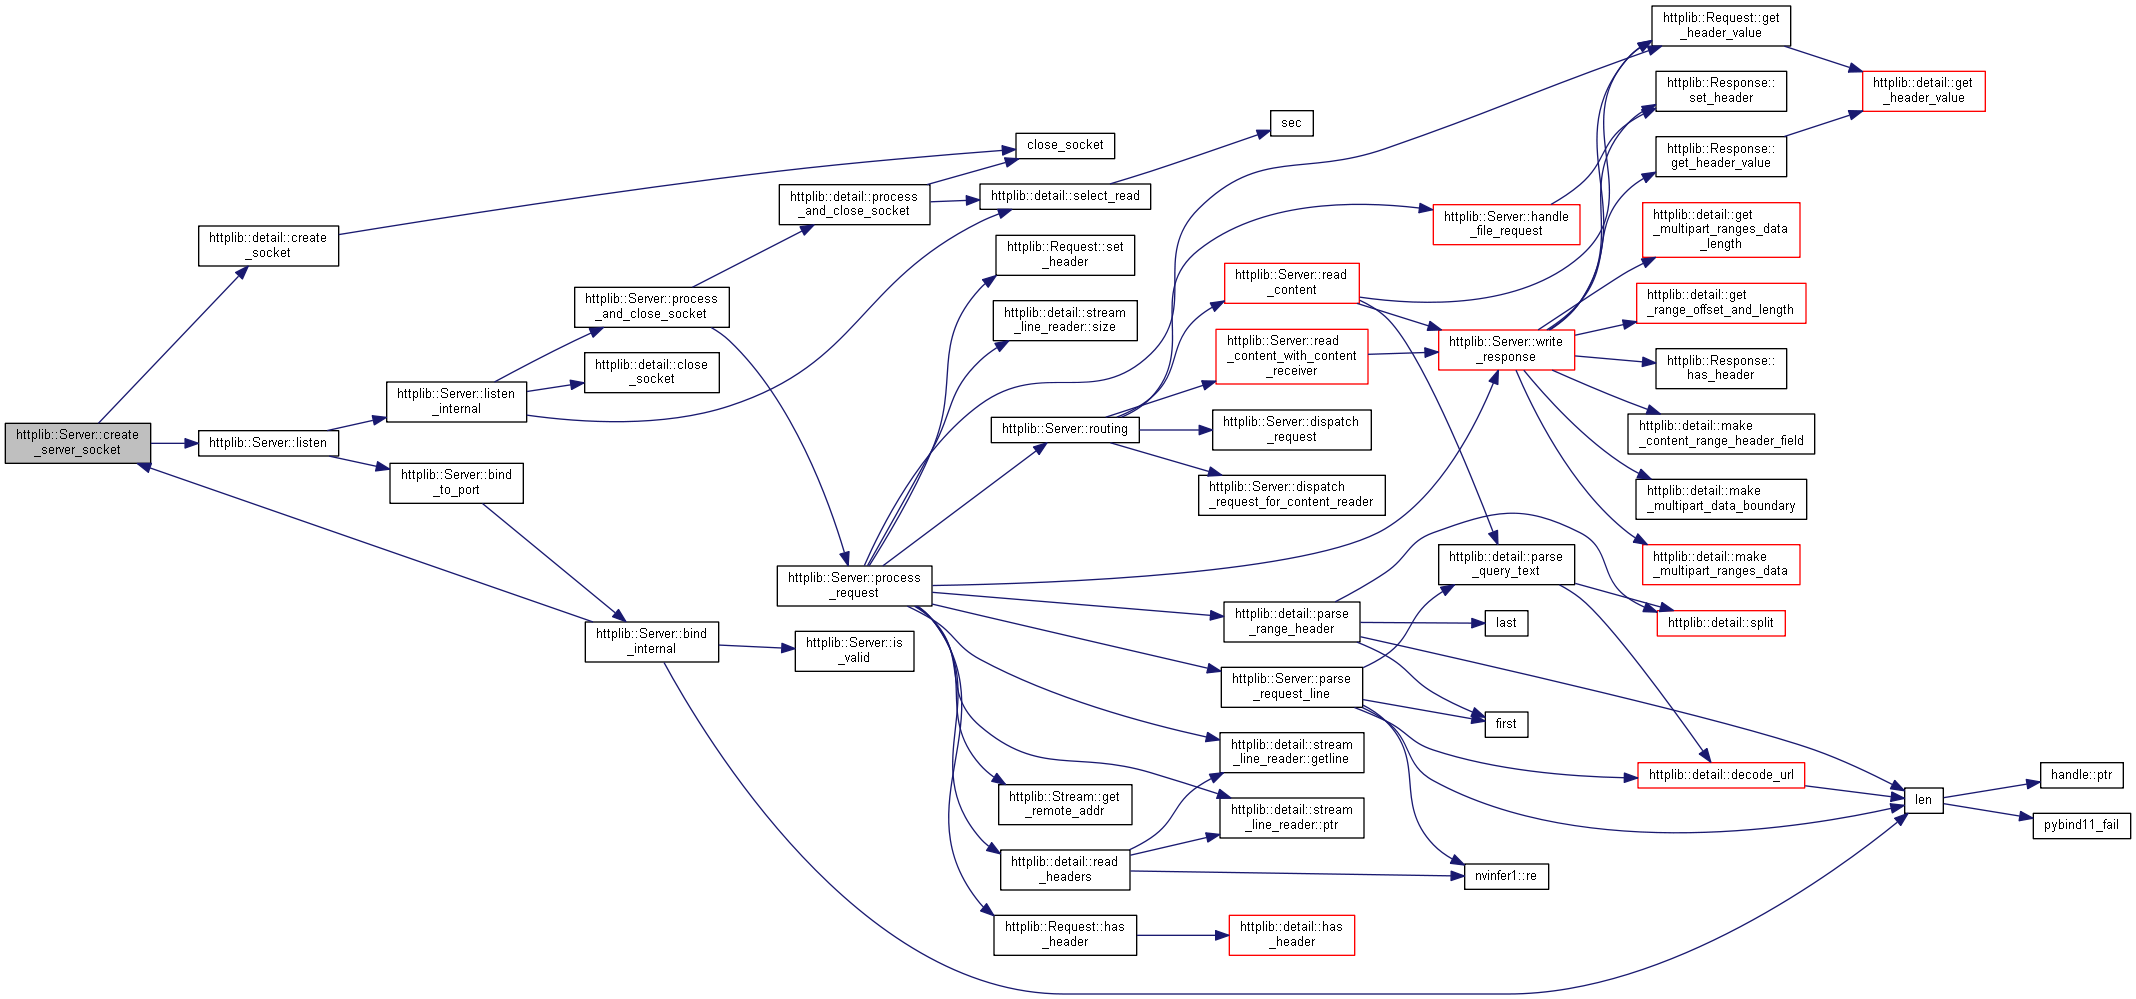 httplib::Server::create
_server_socket
httplib::detail::create
_socket
httplib::Server::listen
httplib::Server::listen
_internal
httplib::Server::bind
_to_port
httplib::Server::process
_and_close_socket
httplib::detail::close
_socket
httplib::Server::bind
_internal
httplib::detail::process
_and_close_socket
httplib::Server::process
_request
httplib::Server::is
_valid
close_socket
httplib::detail::select_read
httplib::Request::set
_header
httplib::detail::stream
_line_reader::size
httplib::Server::routing
httplib::Stream::get
_remote_addr
httplib::detail::read
_headers
httplib::Request::has
_header
sec
httplib::Server::read
_content
httplib::Server::read
_content_with_content
_receiver
httplib::Server::dispatch
_request
httplib::Server::dispatch
_request_for_content_reader
httplib::detail::parse
_range_header
httplib::Server::parse
_request_line
httplib::detail::stream
_line_reader::getline
httplib::detail::stream
_line_reader::ptr
httplib::detail::has
_header
httplib::Server::handle
_file_request
httplib::Server::write
_response
httplib::detail::parse
_query_text
last
first
nvinfer1::re
httplib::Request::get
_header_value
httplib::Response::
set_header
httplib::Response::
get_header_value
httplib::detail::get
_multipart_ranges_data
_length
httplib::detail::get
_range_offset_and_length
httplib::Response::
has_header
httplib::detail::make
_content_range_header_field
httplib::detail::make
_multipart_data_boundary
httplib::detail::make
_multipart_ranges_data
httplib::detail::split
httplib::detail::decode_url
httplib::detail::get
_header_value
len
handle::ptr
pybind11_fail